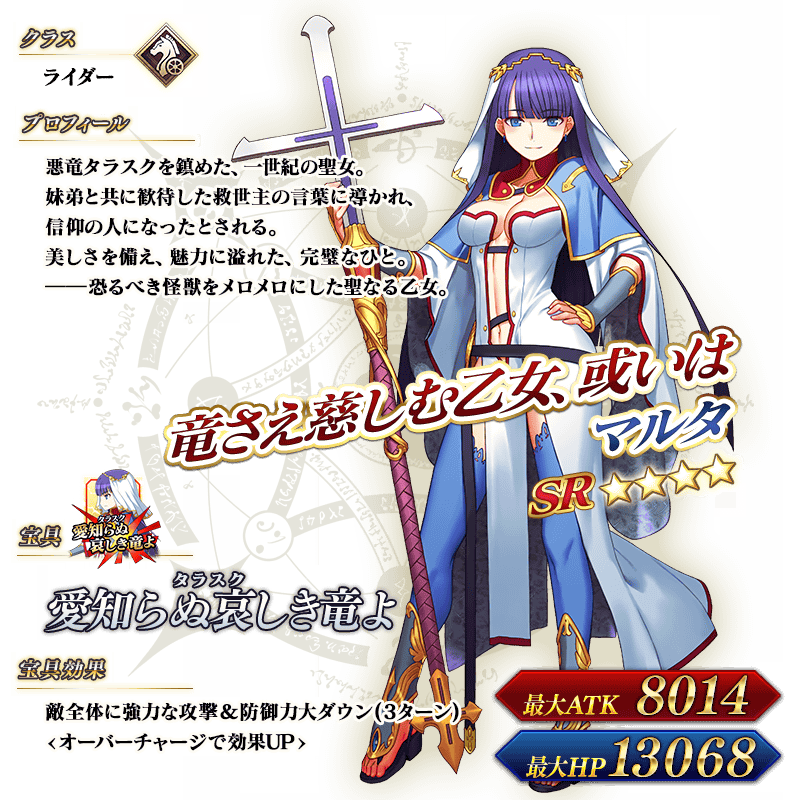 クラス
ライダー
プロフィール
悪竜タラスクを鎮めた、一世紀の聖女。
妹弟と共に歓待した救世主の言葉に導かれ、
信仰の人になったとされる。
美しさを備え、魅力に溢れた、完璧なひと。
――恐るべき怪獣をメロメロにした聖なる乙女。
竜さえ慈しむ乙女、或いは
マルタ
SR
宝具
タラスク
愛知らぬ
哀しき竜よ
タラスク
愛知らぬ哀しき竜よ
宝具効果
敵全体に強力な攻撃&防御力大ダウン(3ターン)
<オーバーチャージで効果UP>
最大ATK 8014
最大HP 13068